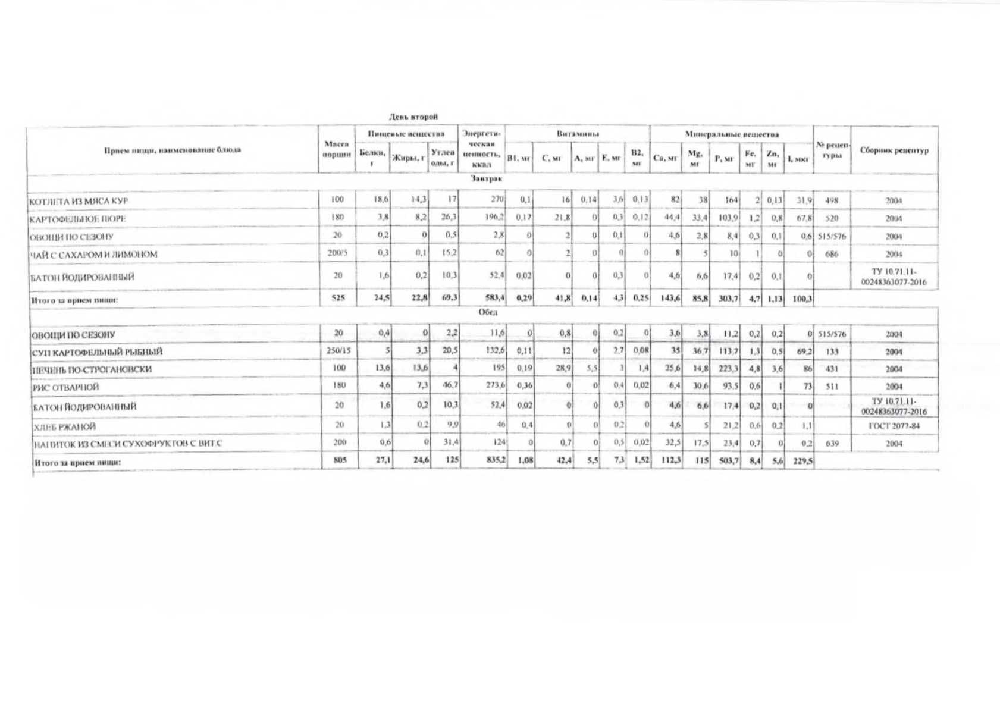 День второй
Прием пищи, наименование блюда Масса порции Пищевые вещества Энергети-ческая ценность, ккал Витамины Минеральные вещества № рецеп-туры Сборник рецептур
Белки, г Жиры, г Углев оды, г В1, мг С, мг А, мг Е, мг В2, мг Са, мг Mg, мг Р, мг Fe, мг Zn, мг I, мкг
Завтрак
КОТЛЕТА ИЗ МЯСА КУР 100 18,6 14,3 17 270 0,1 16 0,14 3,6 0,13 82 38 164 2 0,13 31,9 498 2004
КАРТОФЕЛЬНОЕ ПЮРЕ 180 3,8 8,2 26,3 196,2 0,17 21,8 0 0,3 0,12 44,4 33,4 103,9 1,2 0,8 67,8 520 2004
ОВОЩИ ПО СЕЗОНУ 20 0,2 0 0,5 2,8 0 2 0 0,1 0 4,6 2,8 8,4 0,3 0,1 0,6 515/576 2004
ЧАЙ С САХАРОМ И ЛИМОНОМ 200/5 0,3 0,1 15,2 62 0 2 0 0 0 8 5 10 1 0 0 686 2004
БАТОН ЙОДИРОВАННЫЙ 20 1,6 0,2 10,3 52,4 0,02 0 0 0,3 0 4,6 6,6 17,4 0,2 0,1 0 ТУ 10.71.11-00248363077-2016
Итого за прием пищи: 525 24,5 22,8 69,3 583,4 0,29 41,8 0,14 4,3 0,25 143,6 85,8 303,7 4,7 1,13 100,3
Обед
ОВОЩИ ПО СЕЗОНУ 20 0,4 0 2,2 11,6 0 0,8 0 0,2 0 3,6 3,8 11,2 0,2 0,2 0 515/576 2004
СУП КАРТОФЕЛЬНЫЙ РЫБНЫЙ 250/15 5 3,3 20,5 132,6 0,11 12 0 2,7 0,08 35 36,7 113,7 1,3 0,5 69,2 133 2004
ПЕЧЕНЬ ПО-СТРОГАНОВСКИ 100 13,6 13,6 4 195 0,19 28,9 5,5 3 1,4 25,6 14,8 223,3 4,8 3,6 86 431 2004
РИС ОТВАРНОЙ 180 4,6 7,3 46,7 273,6 0,36 0 0 0,4 0,02 6,4 30,6 93,5 0,6 1 73 511 2004
БАТОН ЙОДИРОВАННЫЙ 20 1,6 0,2 10,3 52,4 0,02 0 0 0,3 0 4,6 6,6 17,4 0,2 0,1 0 ТУ 10.71.11-00248363077-2016
ХЛЕБ РЖАНОЙ 20 1,3 0,2 9,9 46 0,4 0 0 0,2 0 4,6 5 21,2 0,6 0,2 1,1 ГОСТ 2077-84
НАПИТОК ИЗ СМЕСИ СУХОФРУКТОВ С ВИТ С 200 0,6 0 31,4 124 0 0,7 0 0,5 0,02 32,5 17,5 23,4 0,7 0 0,2 639 2004
Итого за прием пищи: 805 27,1 24,6 125 835,2 1,08 42,4 5,5 7,3 1,52 112,3 115 503,7 8,4 5,6 229,5